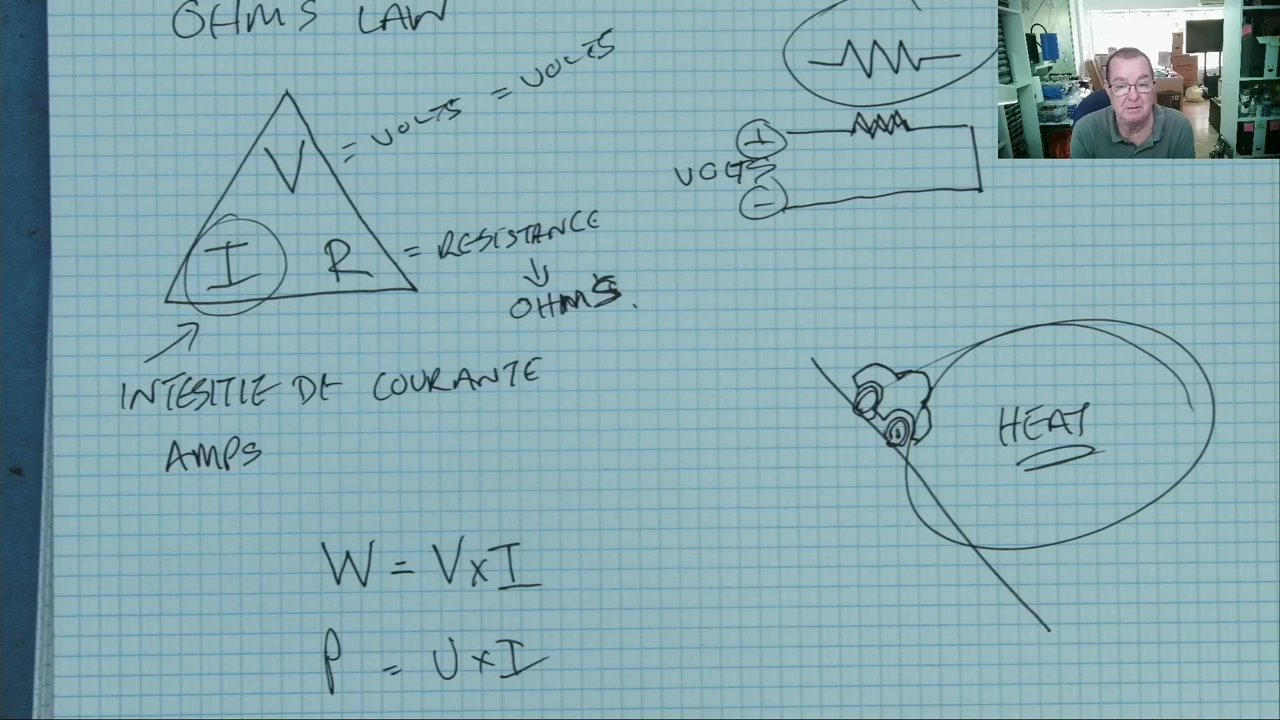 OHMS LAW
V = VOLTS = VOLTS
I R = RESISTANCE
OHMS.
INTESITIE DE COURANTE
AMPS
W = V x I
P = U x I
+
VOLTS
-
HEAT